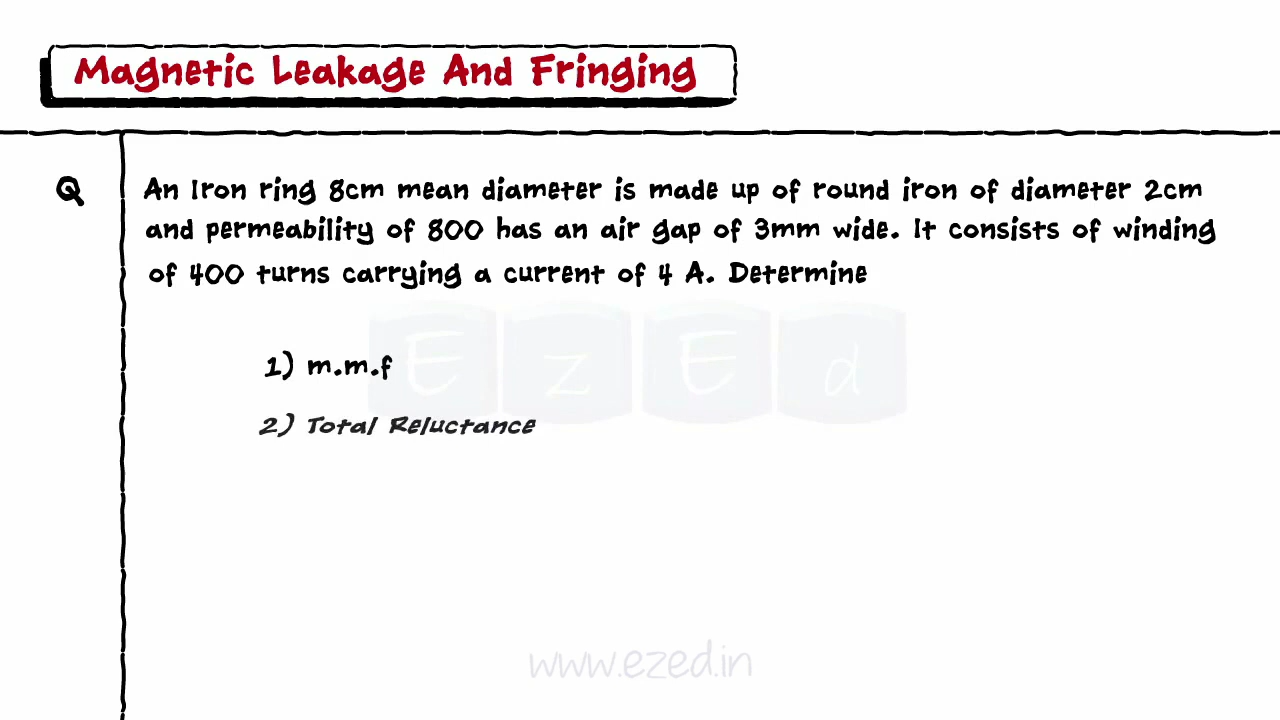 Magnetic Leakage And Fringing
Q
An Iron ring 8cm mean diameter is made up of round iron of diameter 2cm
and permeability of 800 has an air gap of 3mm wide. It consists of winding
of 400 turns carrying a current of 4 A. Determine
1) m.m.f
2) Total Reluctance
EzEd
www.ezed.in